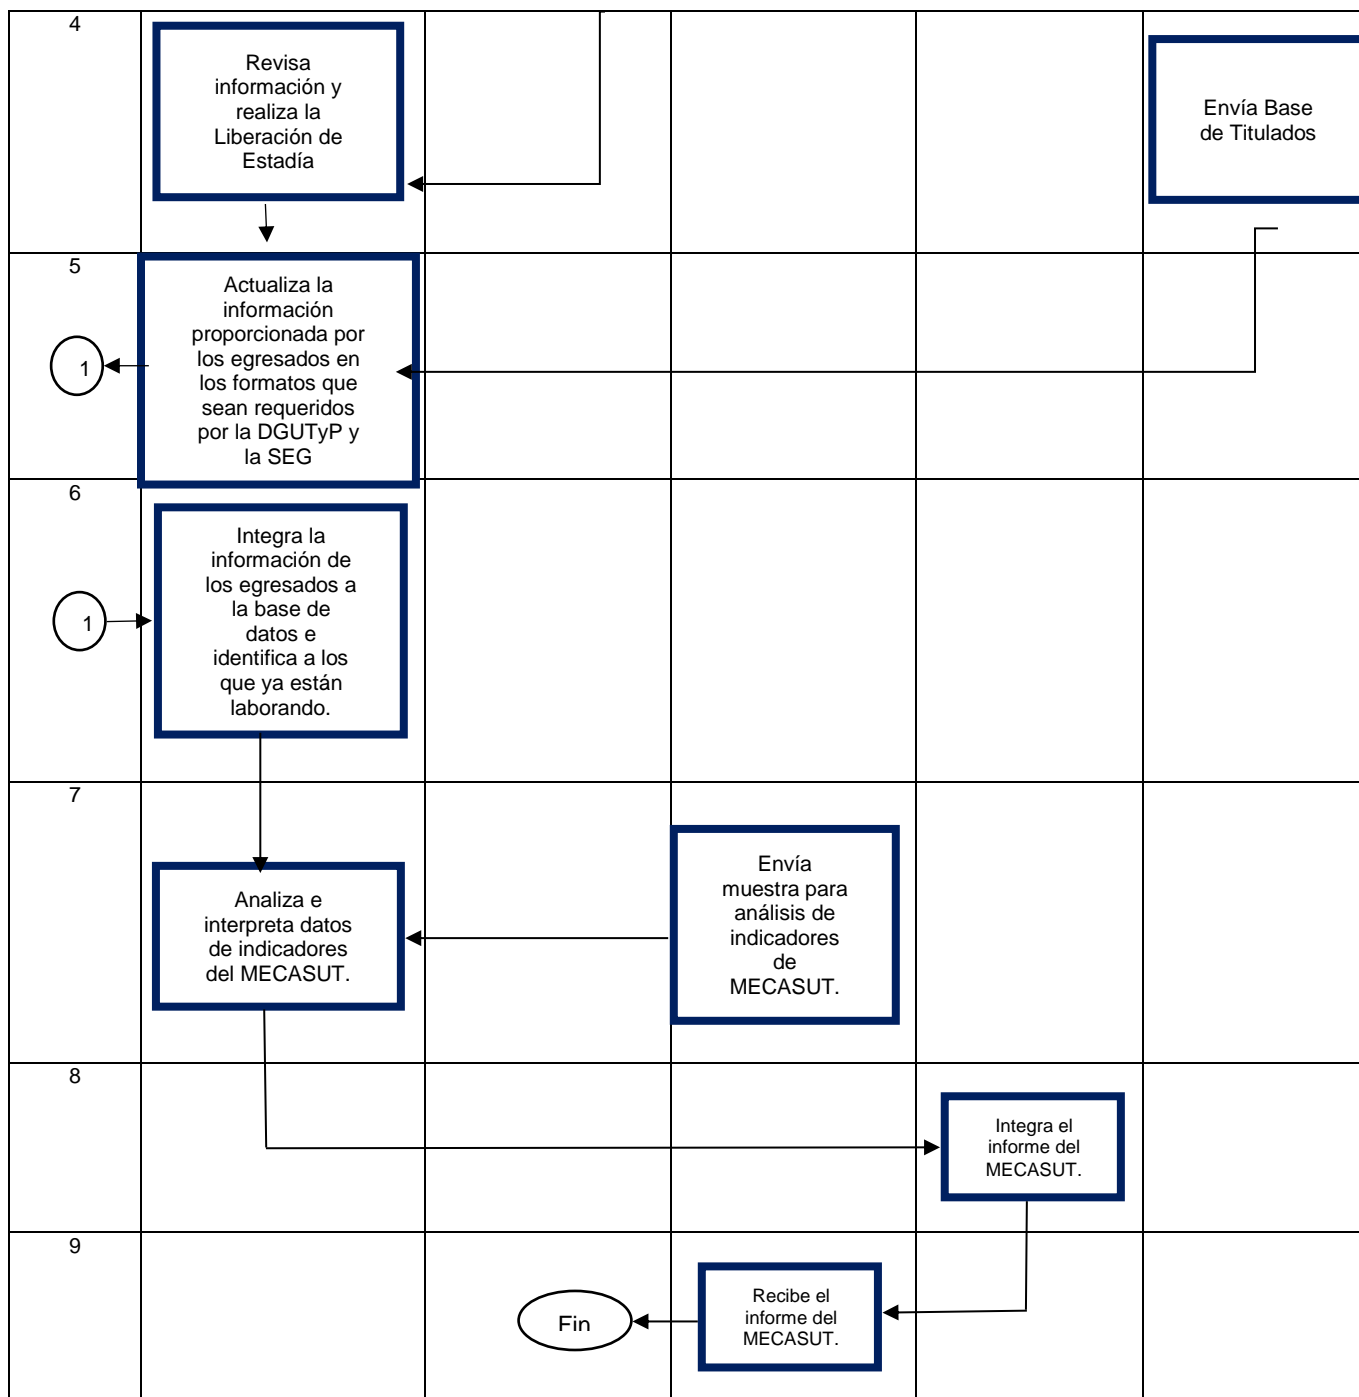 4
Revisa
información y
realiza la
Liberación de
Estadía
Envía Base
de Titulados
5
Actualiza la
información
proporcionada por
los egresados en
los formatos que
sean requeridos
por la DGUTyP y
la SEG
1
6
Integra la
información de
los egresados a
la base de
datos e
identifica a los
que ya están
laborando.
1
7
Analiza e
interpreta datos
de indicadores
del MECASUT.
Envía
muestra para
análisis de
indicadores
de
MECASUT.
8
Integra el
informe del
MECASUT.
9
Fin
Recibe el
informe del
MECASUT.